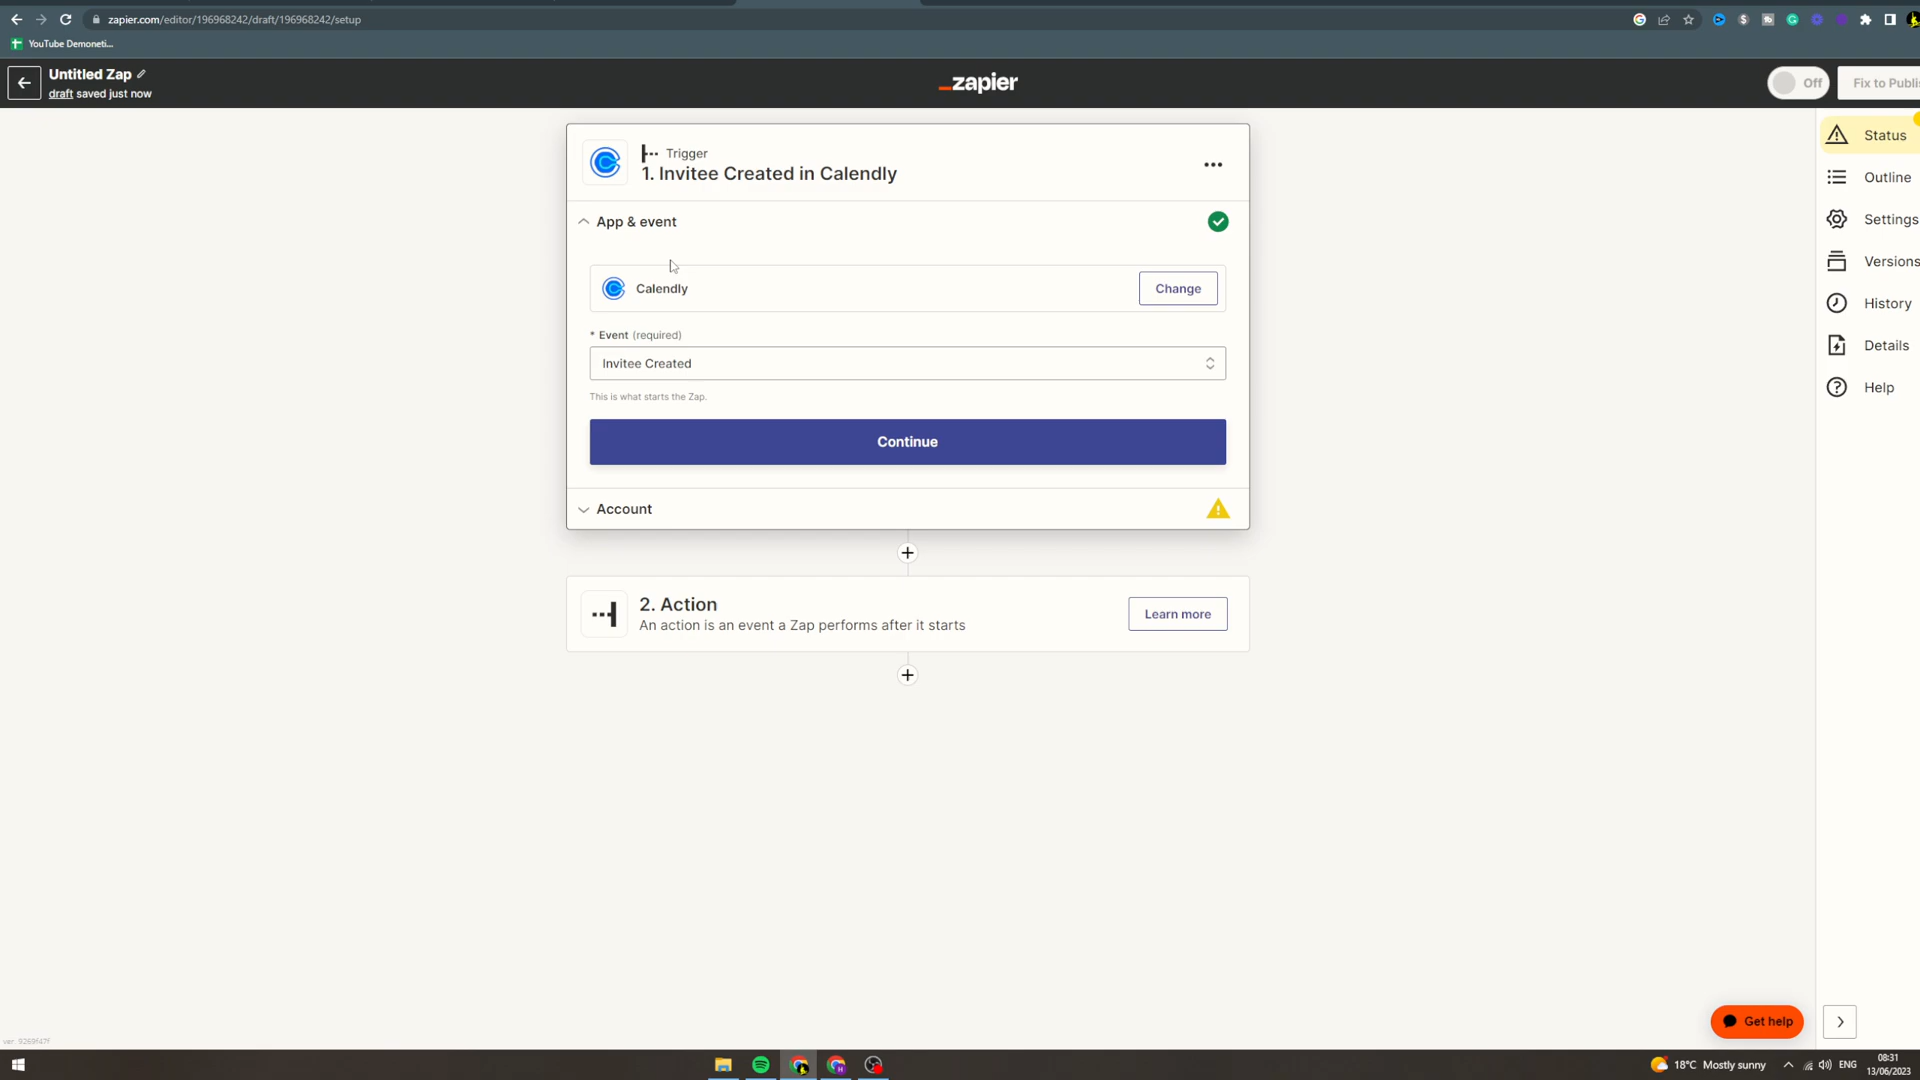 zapier.com/editor/196968242/draft/196968242/setup
YouTube Demoneti...
Untitled Zap
draft saved just now
zapier
Off
Fix to Publis
Trigger
1. Invitee Created in Calendly
App & event
Calendly
Change
* Event (required)
Invitee Created
This is what starts the Zap.
Continue
Account
2. Action
An action is an event a Zap performs after it starts
Learn more
Status
Outline
Settings
Versions
History
Details
Help
Get help
ver. 9269f47f
18°C Mostly sunny
ENG
08:31
13/06/2023